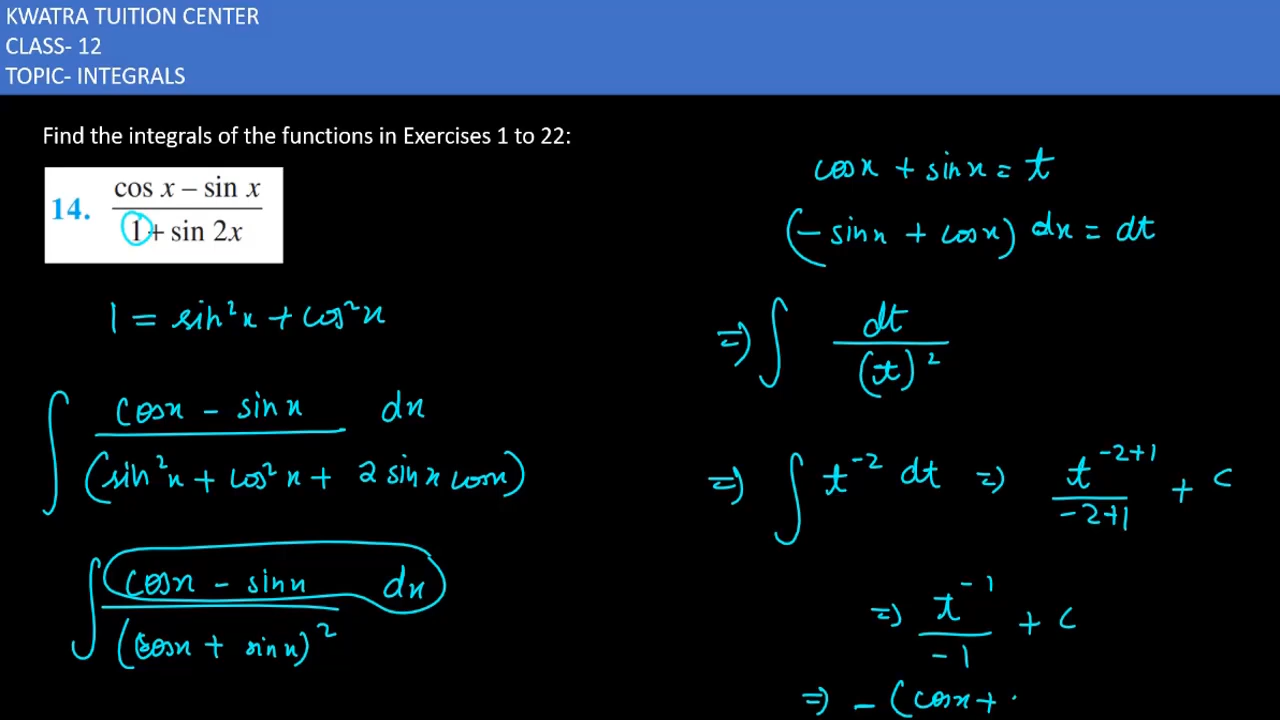 KWATRA TUITION CENTER
CLASS- 12
TOPIC- INTEGRALS
Find the integrals of the functions in Exercises 1 to 22:
14. (cos x – sin x)/(1 + sin 2x)
1 = sin²x + cos²x
∫ (cosx - sinx)/(sin²x + cos²x + 2 sinx cosx) dx
∫ (cosx - sinx)/(cosx + sinx)² dx
cosx + sinx = t
(- sinx + cosx) dx = dt
⇒ ∫ dt/(t)²
⇒ ∫ t⁻² dt ⇒ t⁻²⁺¹/(-2+1) + c
⇒ t⁻¹/-1 + c
⇒ - (cosx +